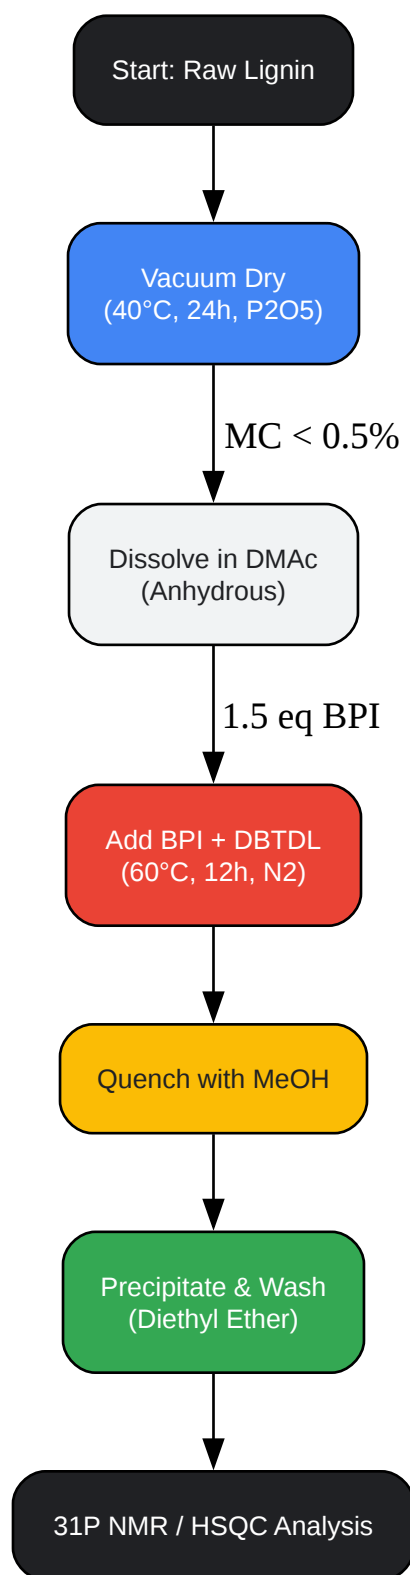 Start: Raw Lignin
Vacuum Dry
(40°C, 24h, P2O5)
MC < 0.5%
Dissolve in DMAc
(Anhydrous)
1.5 eq BPI
Add BPI + DBTDL
(60°C, 12h, N2)
Quench with MeOH
Precipitate & Wash
(Diethyl Ether)
31P NMR / HSQC Analysis